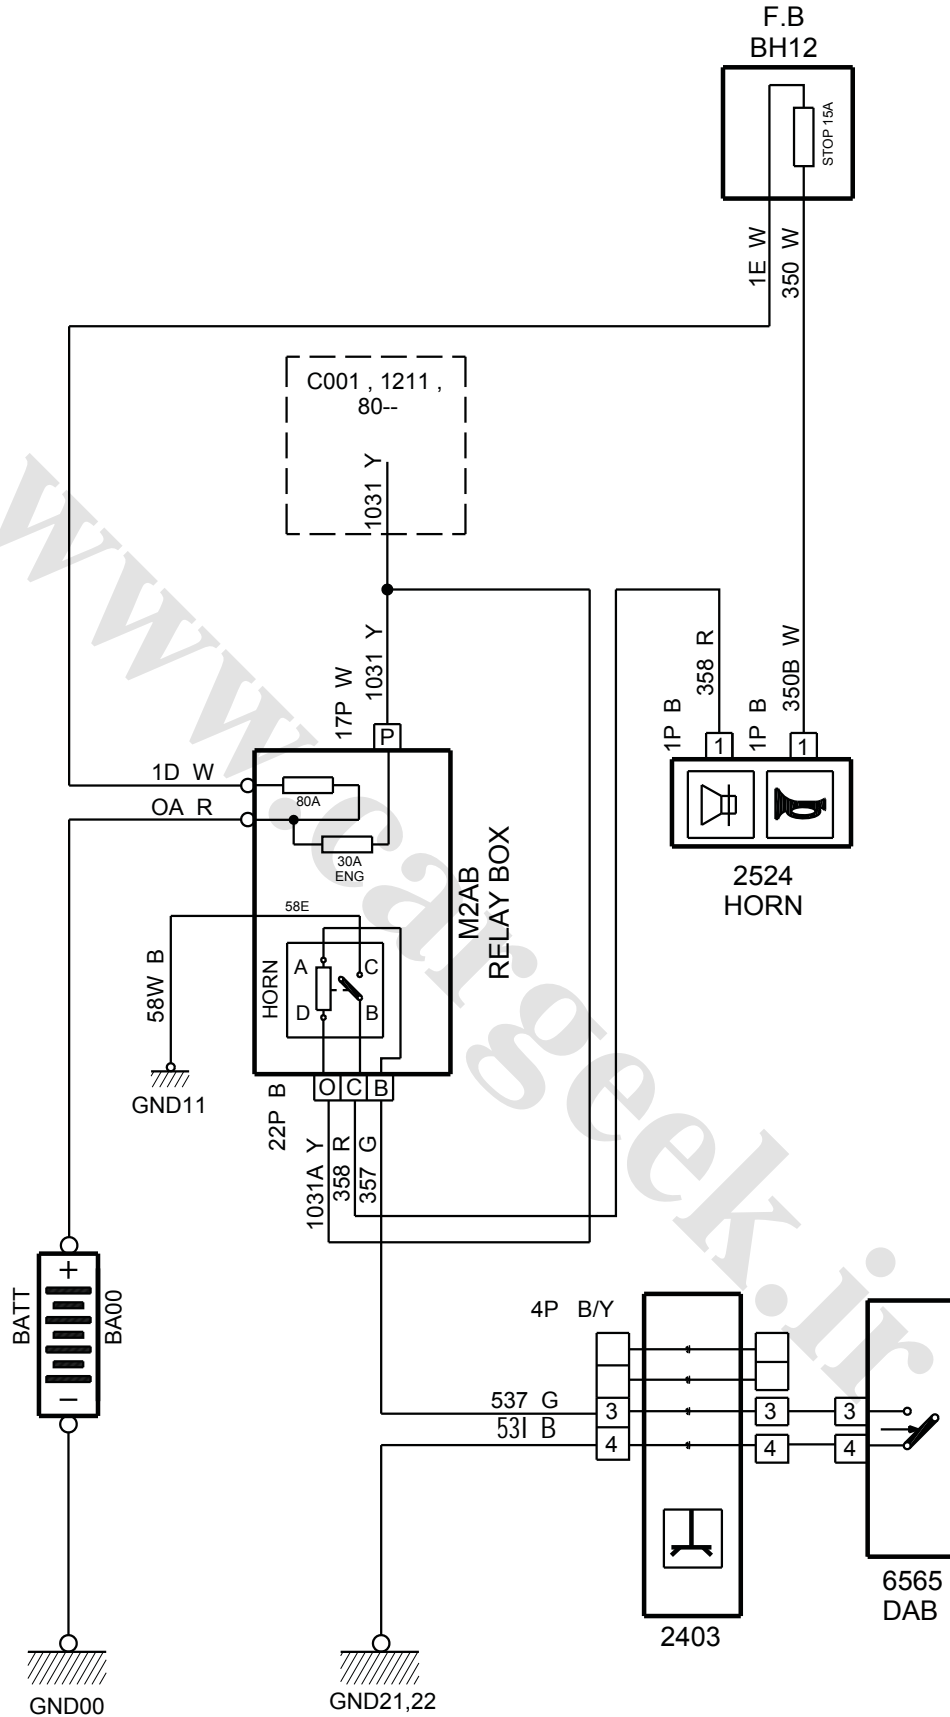 F.B
BH12
STOP 15A
1E W
350 W
C001 , 1211 ,
80--
1031 Y
1031 Y
17P W
P
358 R
350B W
1P B
1P B
1
1
1D W
80A
OA R
30A
ENG
2524
HORN
M2AB
RELAY BOX
58E
58W B
HORN
A
C
D
B
GND11
22P B
O
C
B
1031A Y
358 R
357 G
BATT
+
–
BA00
4P B/Y
537 G
3
3
3
53I B
4
4
4
6565
DAB
2403
GND00
GND21,22
www.cargeek.ir